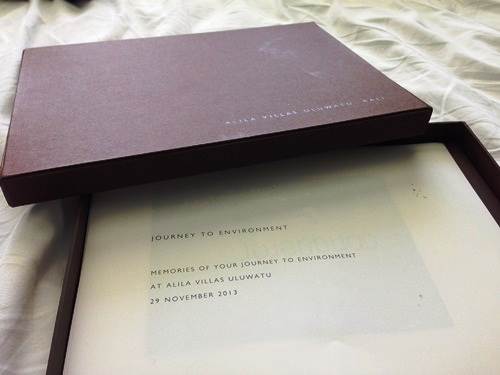 ALILA VILLAS ULUWATU, BALI
JOURNEY TO ENVIRONMENT
MEMORIES OF YOUR JOURNEY TO ENVIRONMENT
AT ALILA VILLAS ULUWATU
29 NOVEMBER 2013